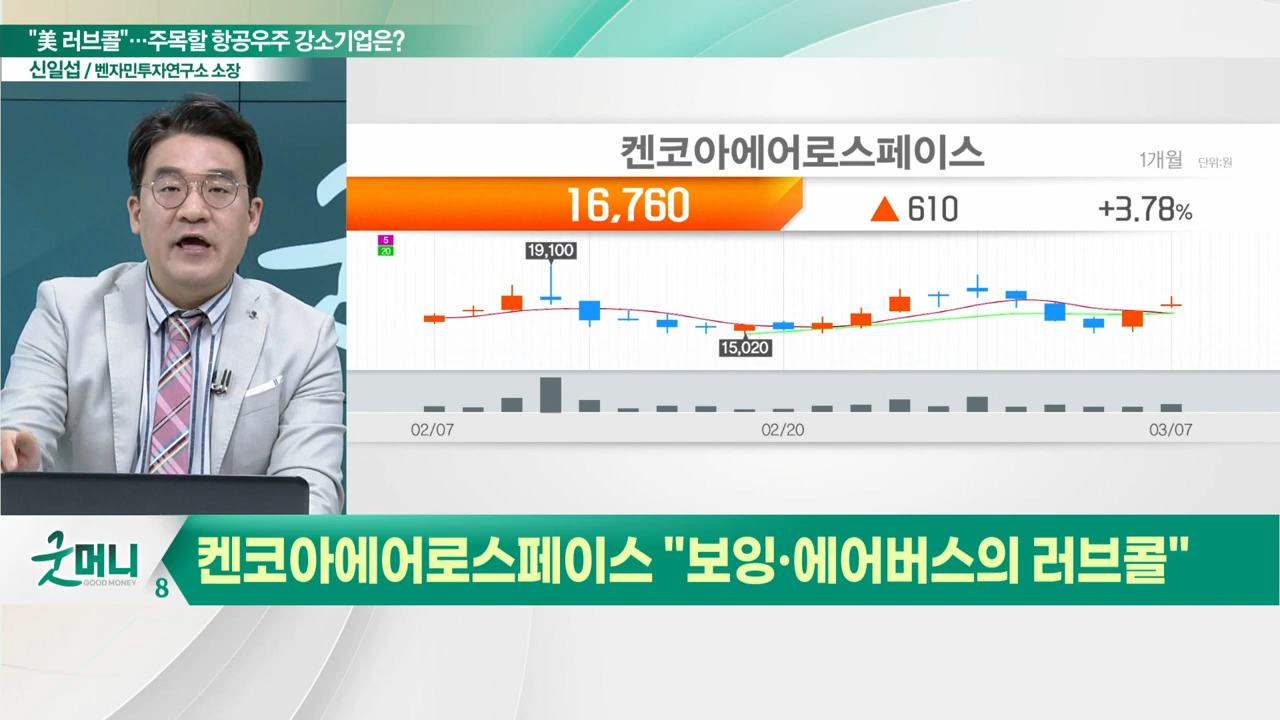 "美 러브콜"…주목할 항공우주 강소기업은?
신일섭 / 벤자민투자연구소 소장
켄코아에어로스페이스
1개월 단위:원
16,760 ▲ 610 +3.78%
5
20
19,100
15,020
02/07 02/20 03/07
굿머니
GOOD MONEY
8
켄코아에어로스페이스 "보잉·에어버스의 러브콜"